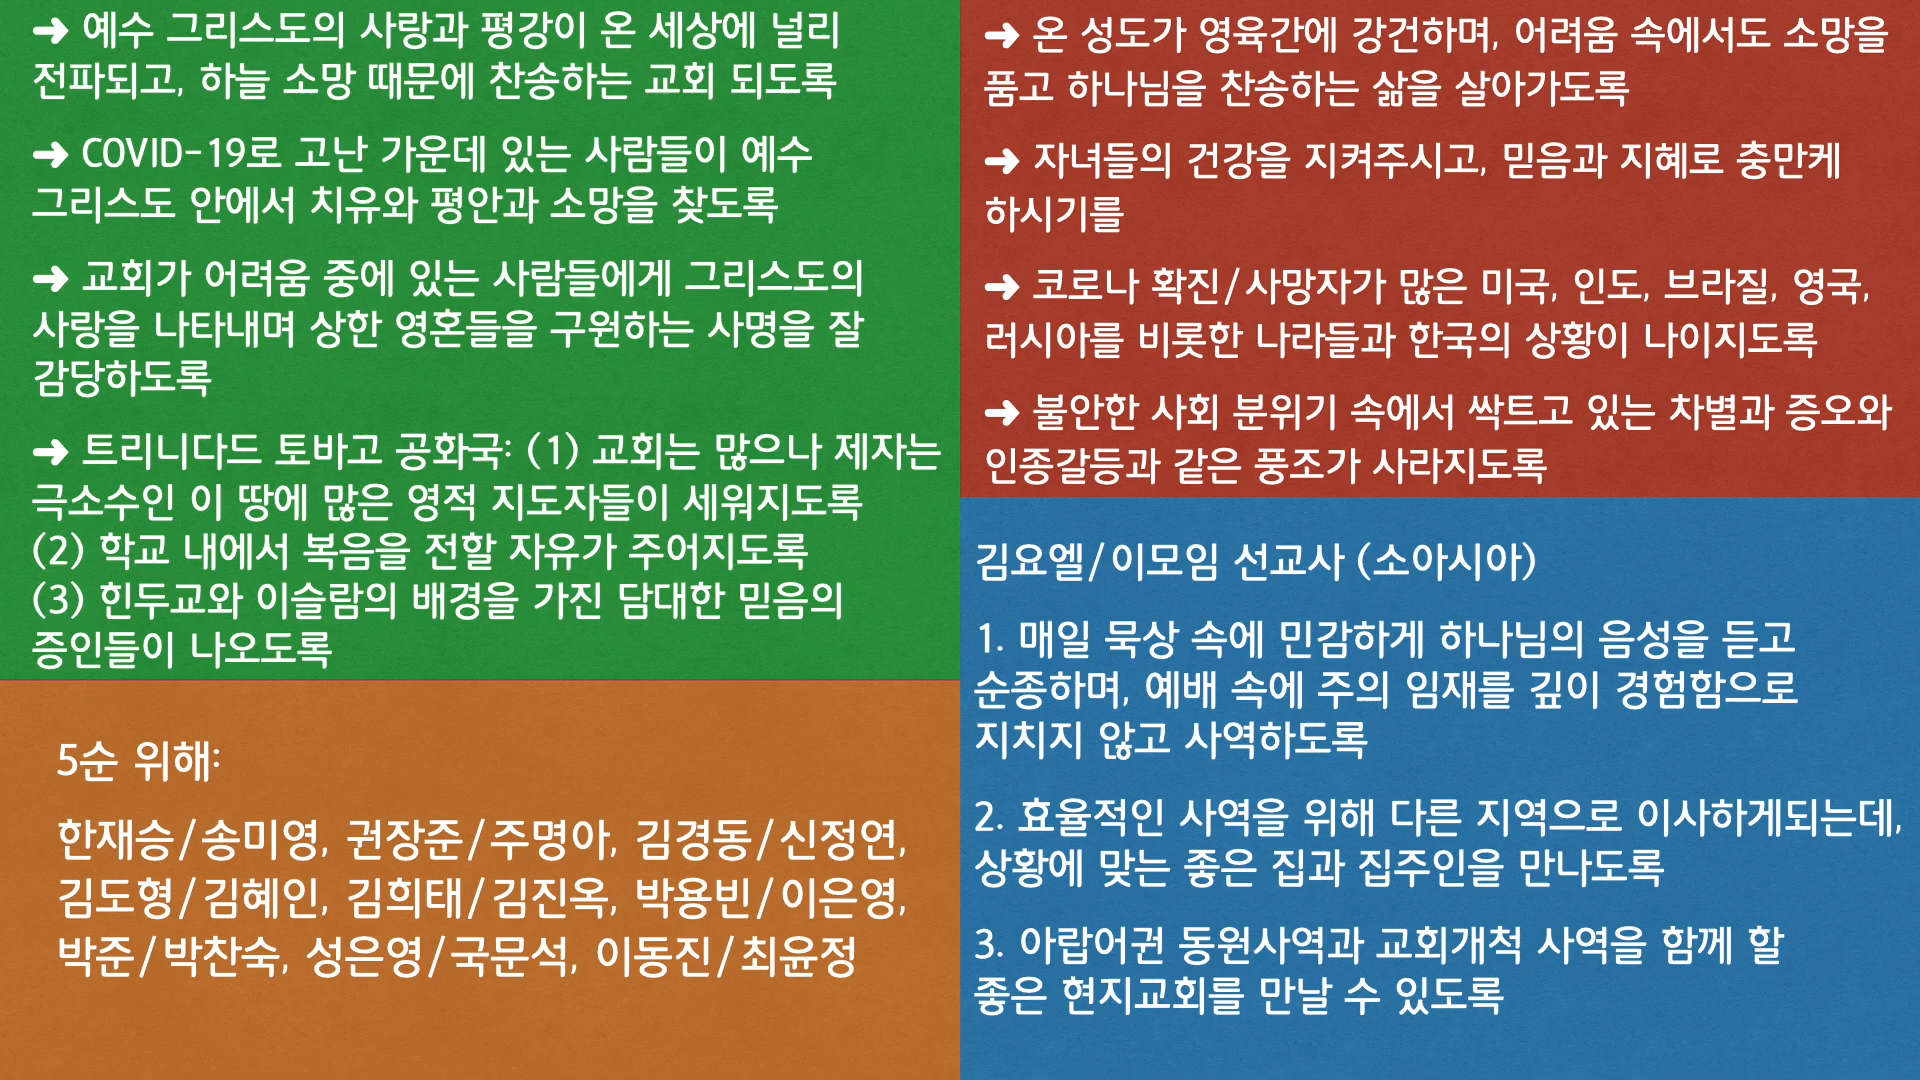 ➜ 예수 그리스도의 사랑과 평강이 온 세상에 널리
전파되고, 하늘 소망 때문에 찬송하는 교회 되도록
➜ COVID-19로 고난 가운데 있는 사람들이 예수
그리스도 안에서 치유와 평안과 소망을 찾도록
➜ 교회가 어려움 중에 있는 사람들에게 그리스도의
사랑을 나타내며 상한 영혼들을 구원하는 사명을 잘
감당하도록
➜ 트리니다드 토바고 공화국: (1) 교회는 많으나 제자는
극소수인 이 땅에 많은 영적 지도자들이 세워지도록
(2) 학교 내에서 복음을 전할 자유가 주어지도록
(3) 힌두교와 이슬람의 배경을 가진 담대한 믿음의
증인들이 나오도록
5순 위해:
한재승/송미영, 권장준/주명아, 김경동/신정연,
김도형/김혜인, 김희태/김진옥, 박용빈/이은영,
박준/박찬숙, 성은영/국문석, 이동진/최윤정
➜ 온 성도가 영육간에 강건하며, 어려움 속에서도 소망을
품고 하나님을 찬송하는 삶을 살아가도록
➜ 자녀들의 건강을 지켜주시고, 믿음과 지혜로 충만케
하시기를
➜ 코로나 확진/사망자가 많은 미국, 인도, 브라질, 영국,
러시아를 비롯한 나라들과 한국의 상황이 나아지도록
➜ 불안한 사회 분위기 속에서 싹트고 있는 차별과 증오와
인종갈등과 같은 풍조가 사라지도록
김요엘/이모임 선교사 (소아시아)
1. 매일 묵상 속에 민감하게 하나님의 음성을 듣고
순종하며, 예배 속에 주의 임재를 깊이 경험함으로
지치지 않고 사역하도록
2. 효율적인 사역을 위해 다른 지역으로 이사하게되는데,
상황에 맞는 좋은 집과 집주인을 만나도록
3. 아랍어권 동원사역과 교회개척 사역을 함께 할
좋은 현지교회를 만날 수 있도록